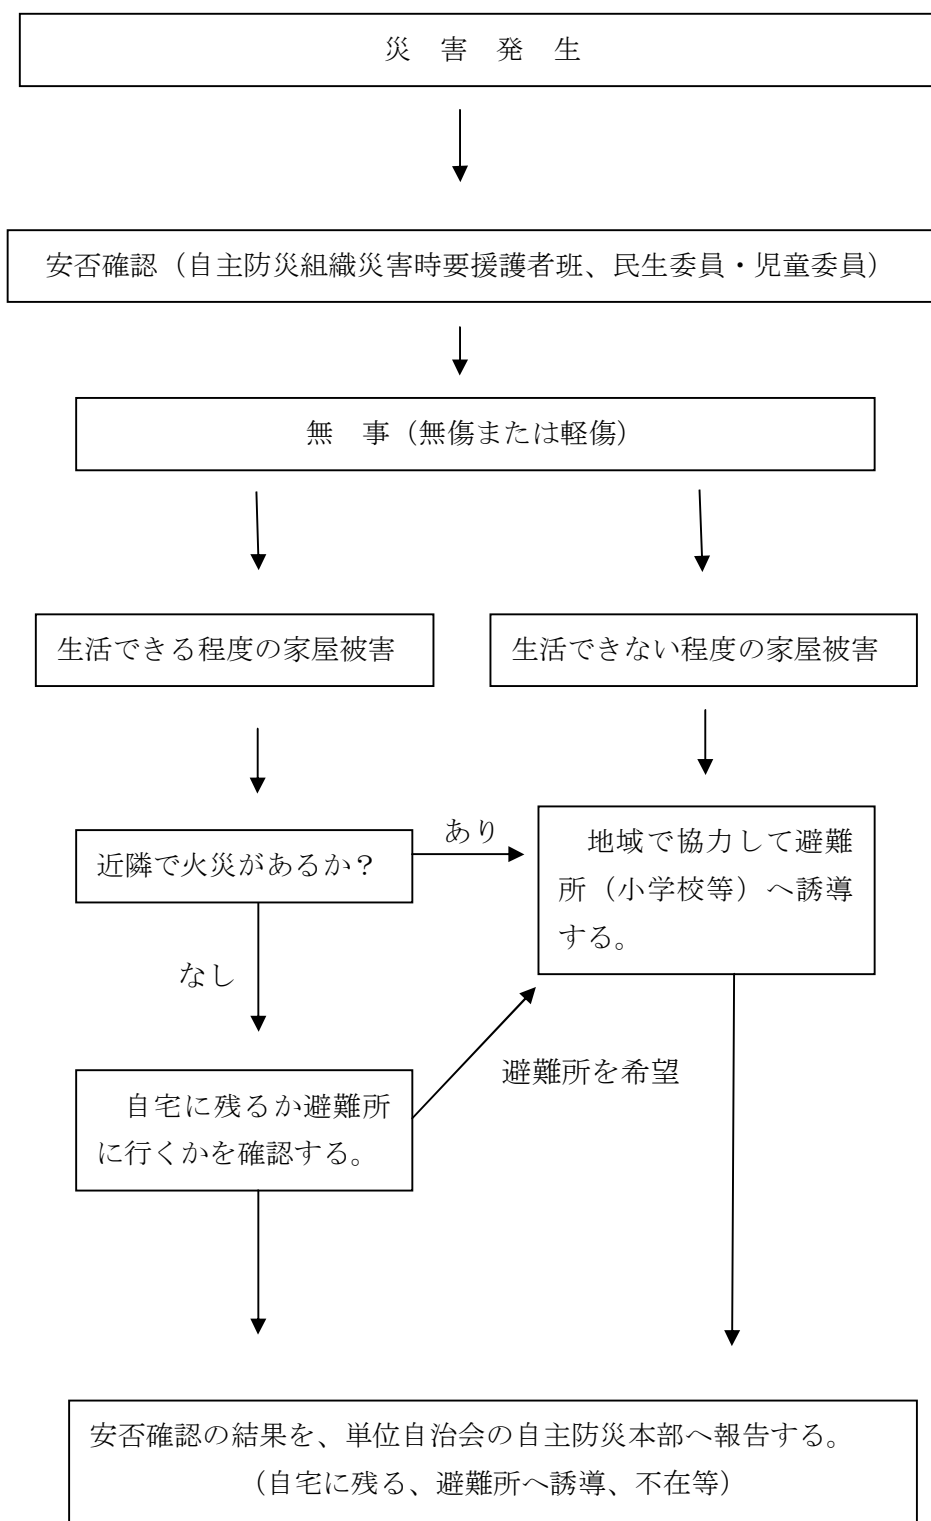 災　害　発　生
安否確認（自主防災組織災害時要援護者班、民生委員・児童委員）
無　事（無傷または軽傷）
生活できる程度の家屋被害
生活できない程度の家屋被害
近隣で火災があるか？
あり
　地域で協力して避難
所（小学校等）へ誘導
する。
なし
避難所を希望
　自宅に残るか避難所
に行くかを確認する。
安否確認の結果を、単位自治会の自主防災本部へ報告する。
（自宅に残る、避難所へ誘導、不在等）